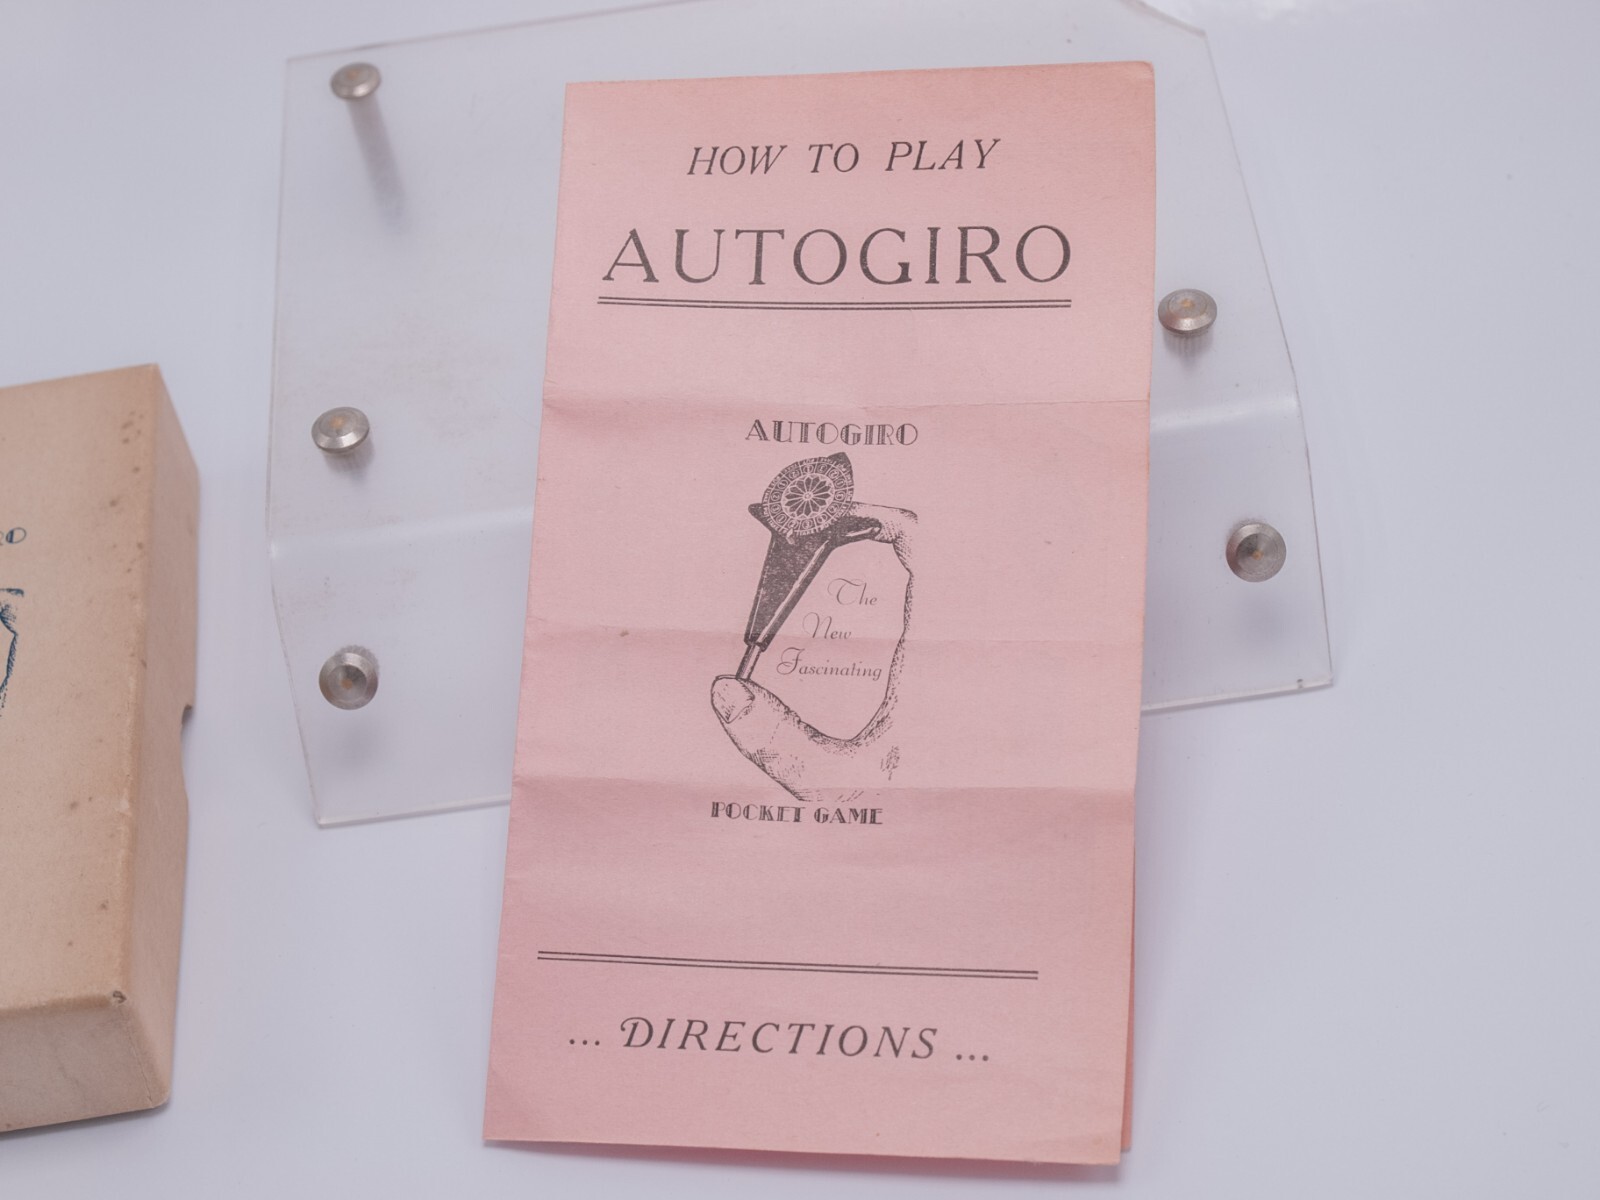 HOW TO PLAY
AUTOGIRO
AUTOGIRO
The
New
Fascinating
POCKET GAME
... DIRECTIONS ...